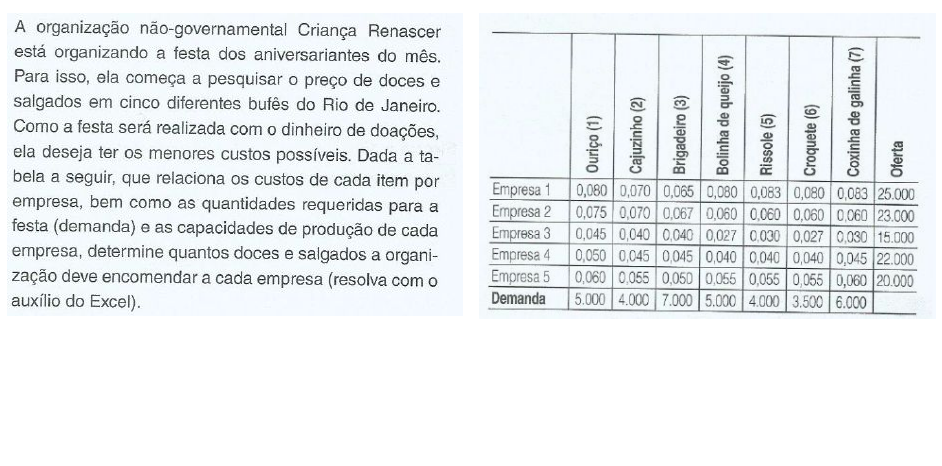 A organização não-governamental Criança Renascer
está organizando a festa dos aniversariantes do mês.
Para isso, ela começa a pesquisar o preço de doces e
salgados em cinco diferentes bufês do Rio de Janeiro.
Como a festa será realizada com o dinheiro de doações,
ela deseja ter os menores custos possíveis. Dada a ta-
bela a seguir, que relaciona os custos de cada item por
empresa, bem como as quantidades requeridas para a
festa (demanda) e as capacidades de produção de cada
empresa, determine quantos doces e salgados a organi-
zação deve encomendar a cada empresa (resolva com o
auxílio do Excel).
Ouriço (1) Cajuzinho (2) Brigadeiro (3) Bolinha de queijo (4) Rissole (5) Croquete (6) Coxinha de galinha (7) Oferta
Empresa 1 0,080 0,070 0,065 0,080 0,083 0,080 0,083 25.000
Empresa 2 0,075 0,070 0,067 0,060 0,060 0,060 0,060 23.000
Empresa 3 0,045 0,040 0,040 0,027 0,030 0,027 0,030 15.000
Empresa 4 0,050 0,045 0,045 0,040 0,040 0,040 0,045 22.000
Empresa 5 0,060 0,055 0,050 0,055 0,055 0,055 0,060 20.000
Demanda 5.000 4.000 7.000 5.000 4.000 3.500 6.000